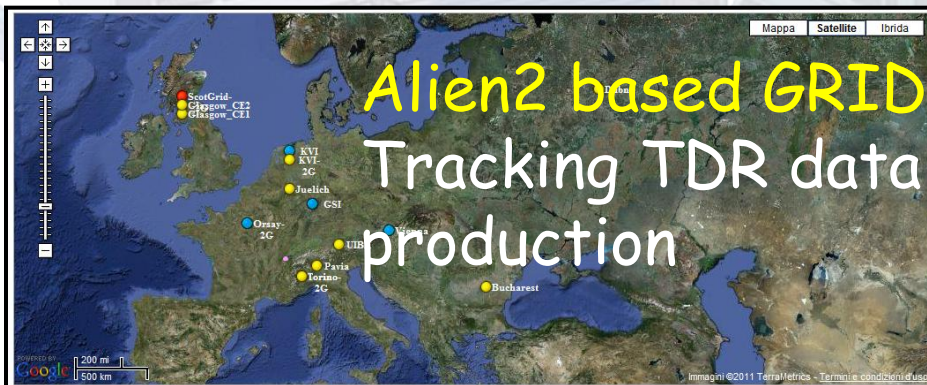 Mappa Satellite Ibrida
Alien2 based GRID
Tracking TDR data
production
ScotGrid-
2G
Glasgow_CE2
Glasgow_CE1
KVI
KVI-
2G
Juelich
GSI
Orsay-
2G
Vienna
UIB
Pavia
Torino-
2G
Bucharest
POWERED BY
Google
200 mi
500 km
Immagini ©2011 TerraMetrics - Termini e condizioni d'uso